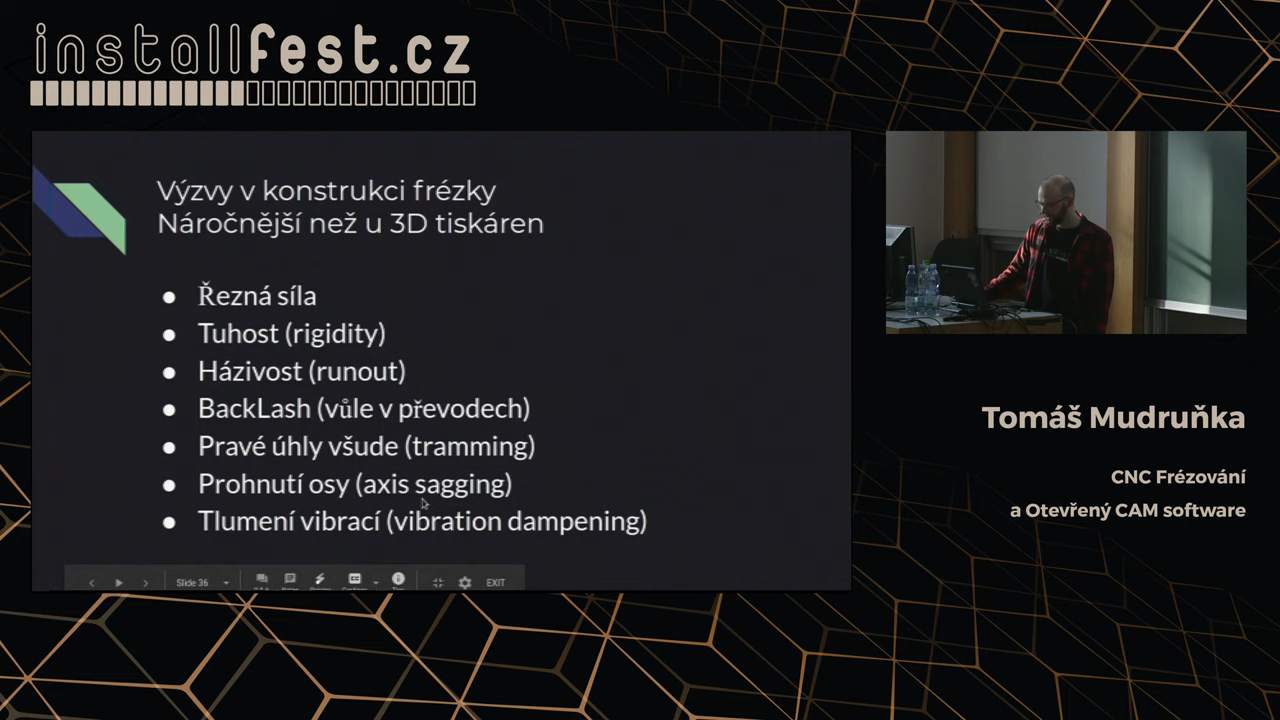 installfest.cz
Výzvy v konstrukci frézky
Náročnější než u 3D tiskáren
● Řezná síla
● Tuhost (rigidity)
● Házivost (runout)
● BackLash (vůle v převodech)
● Pravé úhly všude (tramming)
● Prohnutí osy (axis sagging)
● Tlumení vibrací (vibration dampening)
Slide 36
EXIT
Tomáš Mudruňka
CNC Frézování
a Otevřený CAM software